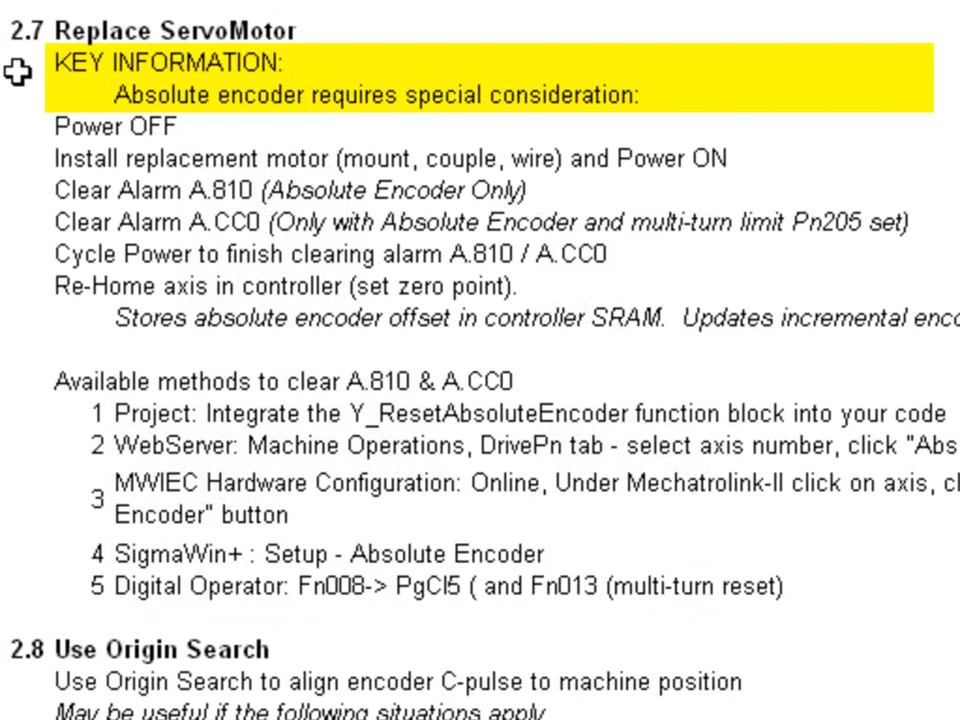 2.7 Replace ServoMotor
KEY INFORMATION:
Absolute encoder requires special consideration:
Power OFF
Install replacement motor (mount, couple, wire) and Power ON
Clear Alarm A.810 (Absolute Encoder Only)
Clear Alarm A.CC0 (Only with Absolute Encoder and multi-turn limit Pn205 set)
Cycle Power to finish clearing alarm A.810 / A.CC0
Re-Home axis in controller (set zero point).
Stores absolute encoder offset in controller SRAM. Updates incremental
Available methods to clear A.810 & A.CC0
1 Project: Integrate the Y_ResetAbsoluteEncoder function block into your code
2 WebServer: Machine Operations, DrivePn tab - select axis number, click "Abs
3 MWIEC Hardware Configuration: Online, Under Mechatrolink-II click on axis,
Encoder" button
4 SigmaWin+ : Setup - Absolute Encoder
5 Digital Operator: Fn008-> PgCl5 ( and Fn013 (multi-turn reset)
2.8 Use Origin Search
Use Origin Search to align encoder C-pulse to machine position
May be useful if the following situations apply